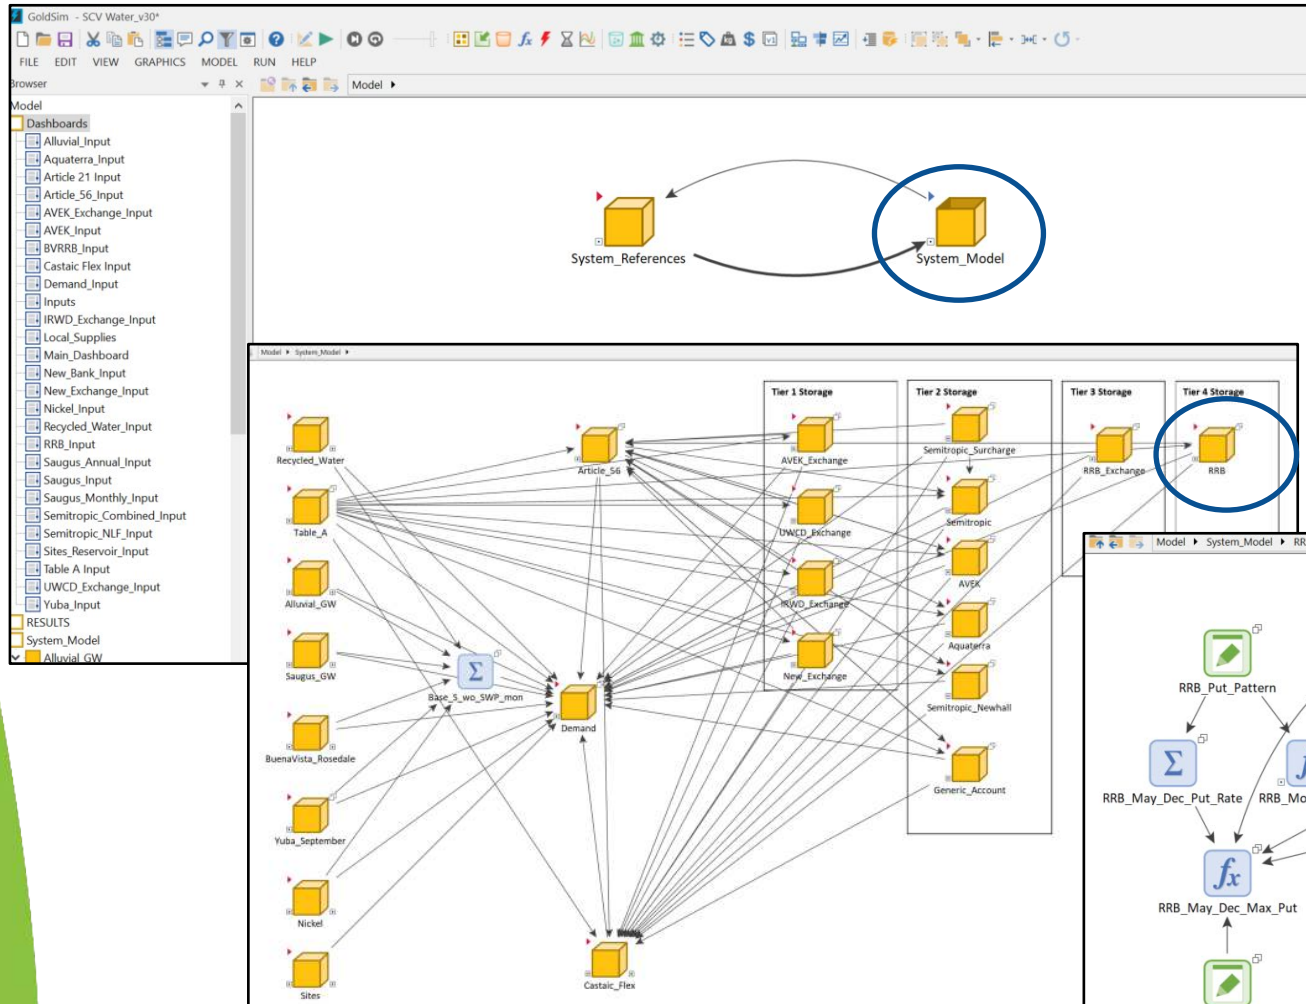 GoldSim - SCV Water_v30*
FILE EDIT VIEW GRAPHICS MODEL RUN HELP
Browser
Model
Model
Dashboards
Alluvial_Input
Aquaterra_Input
Article 21 Input
Article_56_Input
AVEK_Exchange_Input
AVEK_Input
BVRRB_Input
Castaic Flex Input
Demand_Input
Inputs
IRWD_Exchange_Input
Local_Supplies
Main_Dashboard
New_Bank_Input
New_Exchange_Input
Nickel_Input
Recycled_Water_Input
RRB_Input
Saugus_Annual_Input
Saugus_Input
Saugus_Monthly_Input
Semitropic_Combined_Input
Semitropic_NLF_Input
Sites_Reservoir_Input
Table A Input
UWCD_Exchange_Input
Yuba_Input
RESULTS
System_Model
Alluvial_GW
System_References
System_Model
Model System_Model
Tier 1 Storage
Tier 2 Storage
Tier 3 Storage
Tier 4 Storage
Recycled_Water
Article_56
AVEK_Exchange
Semitropic_Surcharge
RRB_Exchange
RRB
Table_A
UWCD_Exchange
Semitropic
Alluvial_GW
IRWD_Exchange
AVEK
Aquaterra
Saugus_GW
Σ
Base_S_wo_SWP_mon
Demand
New_Exchange
Semitropic_Newhall
BuenaVista_Rosedale
Generic_Account
Yuba_September
Nickel
Castaic_Flex
Sites
Model System_Model RR
RRB_Put_Pattern
Σ
RRB_May_Dec_Put_Rate
RRB_Mo
fx
RRB_May_Dec_Max_Put